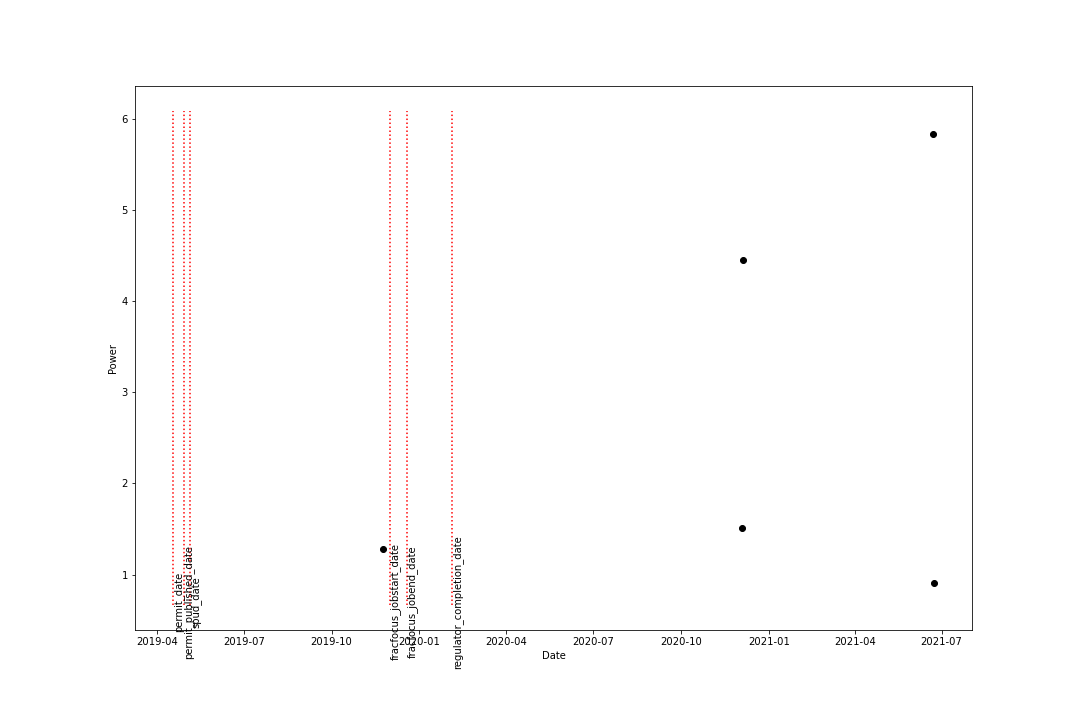 6
5
4
3
2
1
Power
permit_date
permit_published_date
spud_date
fracfocus_jobstart_date
fracfocus_jobend_date
regulator_completion_date
2019-04 2019-07 2019-10 2020-01 2020-04 2020-07 2020-10 2021-01 2021-04 2021-07
Date